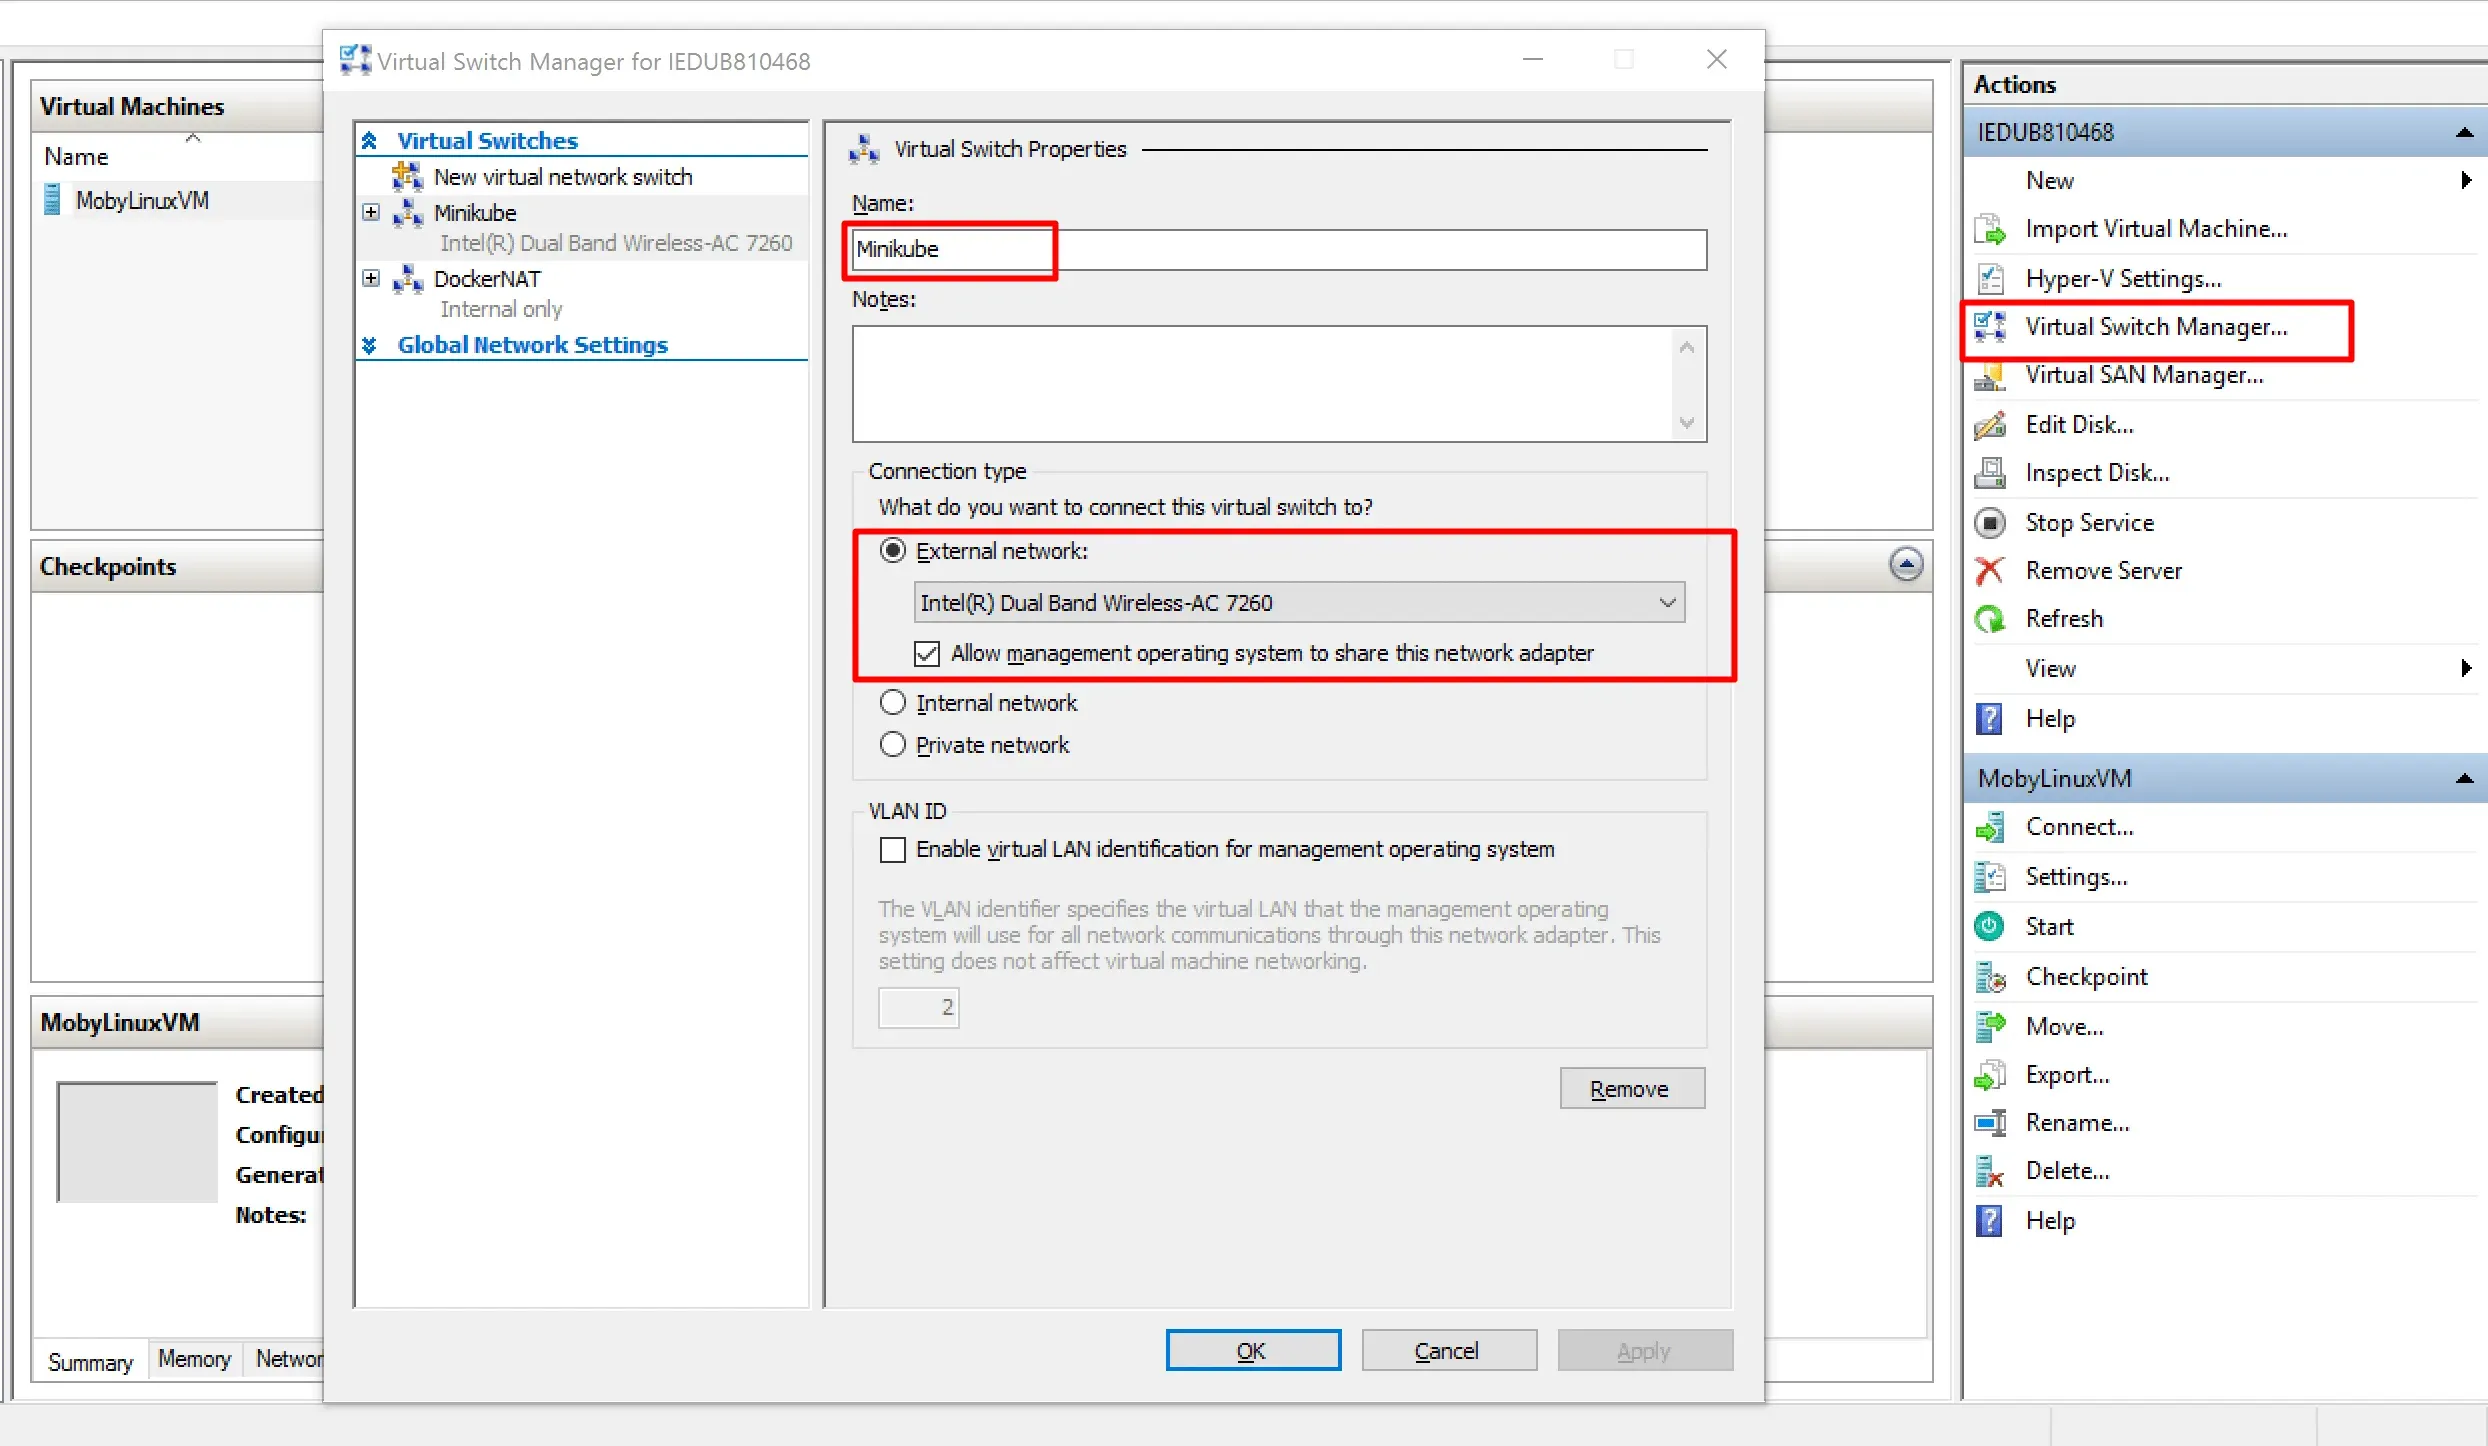 Virtual Switch Manager for IEDUB810468
Virtual Machines
Name
MobyLinuxVM
Checkpoints
MobyLinuxVM
Created
Configu
Generat
Notes:
Summary
Memory
Networ
Virtual Switches
New virtual network switch
Minikube
Intel(R) Dual Band Wireless-AC 7260
DockerNAT
Internal only
Global Network Settings
Virtual Switch Properties
Name:
Minikube
Notes:
Connection type
What do you want to connect this virtual switch to?
External network:
Intel(R) Dual Band Wireless-AC 7260
Allow management operating system to share this network adapter
Internal network
Private network
VLAN ID
Enable virtual LAN identification for management operating system
The VLAN identifier specifies the virtual LAN that the management operating
system will use for all network communications through this network adapter. This
setting does not affect virtual machine networking.
2
Remove
OK
Cancel
Apply
Actions
IEDUB810468
New
Import Virtual Machine...
Hyper-V Settings...
Virtual Switch Manager...
Virtual SAN Manager...
Edit Disk...
Inspect Disk...
Stop Service
Remove Server
Refresh
View
Help
MobyLinuxVM
Connect...
Settings...
Start
Checkpoint
Move...
Export...
Rename...
Delete...
Help